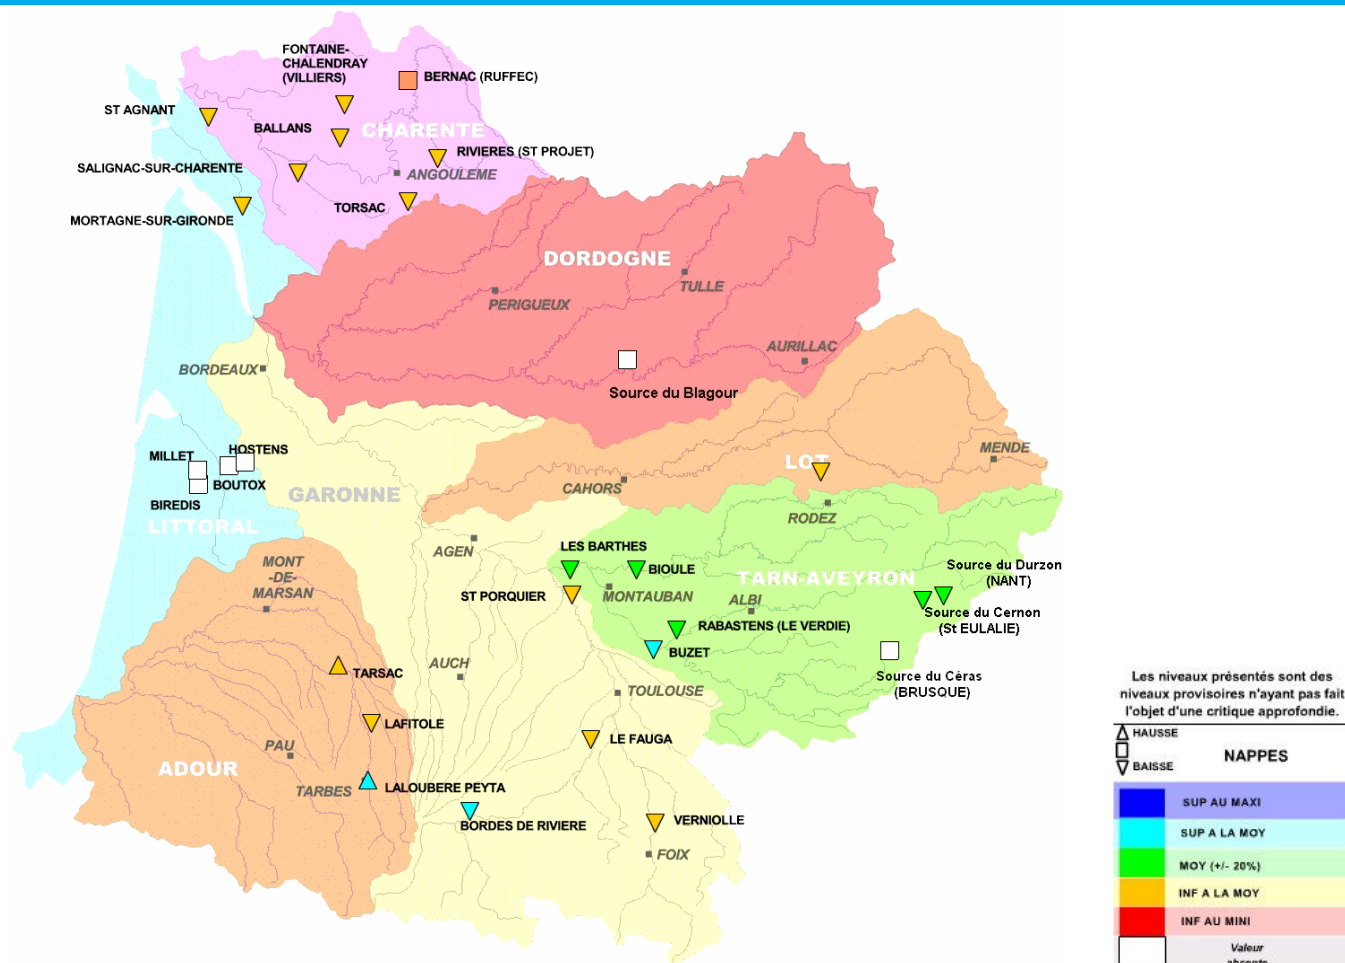 FONTAINE-
CHALENDRAY
(VILLIERS)
BERNAC (RUFFEC)
ST AGNANT
BALLANS
CHARENTE
RIVIERES (ST PROJET)
SALIGNAC-SUR-CHARENTE
ANGOULEME
TORSAC
MORTAGNE-SUR-GIRONDE
DORDOGNE
TULLE
PERIGUEUX
AURILLAC
BORDEAUX
Source du Blagour
HOSTENS
MILLET
BOUTOX
BIREDIS
LITTORAL
GARONNE
MENDE
LOT
CAHORS
RODEZ
AGEN
LES BARTHES
BIOULE
MONT
-DE-
MARSAN
ST PORQUIER
MONTAUBAN
TARN-AVEYRON
ALBI
Source du Durzon
(NANT)
Source du Cernon
(St EULALIE)
RABASTENS (LE VERDIE)
BUZET
Source du Céras
(BRUSQUE)
TARSAC
AUCH
TOULOUSE
LAFITOLE
LE FAUGA
PAU
ADOUR
TARBES
LALOUBERE PEYTA
BORDES DE RIVIERE
VERNIOLLE
FOIX
Les niveaux présentés sont des
niveaux provisoires n'ayant pas fait
l'objet d'une critique approfondie.
HAUSSE
NAPPES
BAISSE
SUP AU MAXI
SUP A LA MOY
MOY (+/- 20%)
INF A LA MOY
INF AU MINI
Valeur
absente